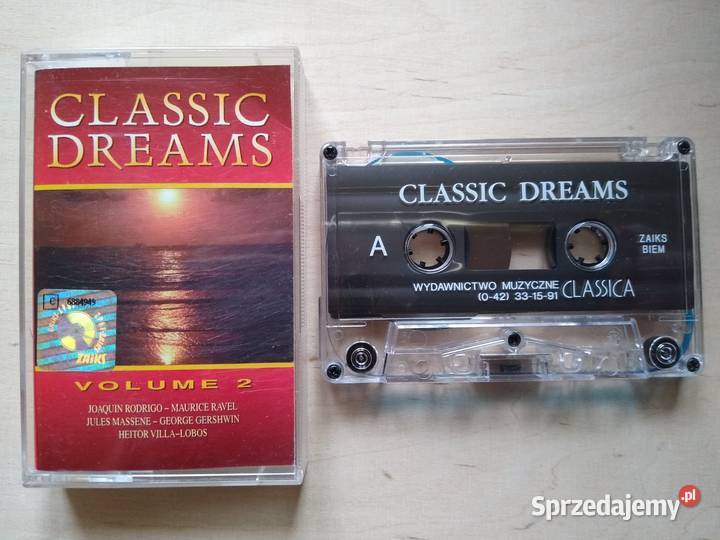 CLASSIC
DREAMS
C 6884949
ZAIKS
VOLUME 2
JOAQUIN RODRIGO – MAURICE RAVEL
JULES MASSENE – GEORGE GERSHWIN
HEITOR VILLA–LOBOS
CLASSIC DREAMS
A
ZAIKS
BIEM
WYDAWNICTWO MUZYCZNE
(0-42) 33-15-91
CLASSICA
Sprzedajemy.pl